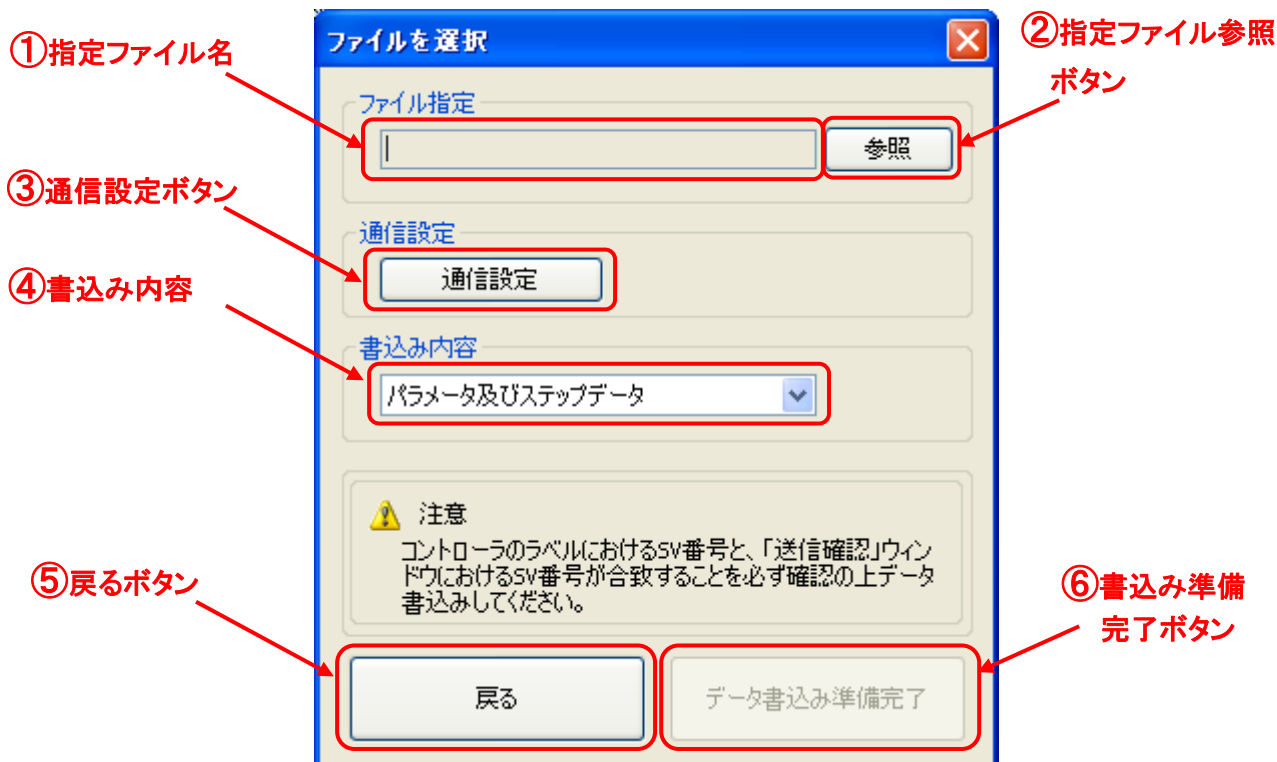 ①指定ファイル名
ファイルを選択
②指定ファイル参照
ボタン
ファイル指定
参照
③通信設定ボタン
通信設定
通信設定
④書込み内容
書込み内容
パラメータ及びステップデータ
注意
コントローラのラベルにおけるSV番号と、「送信確認」ウィン
ドウにおけるSV番号が合致することを必ず確認の上データ
書込みしてください。
⑤戻るボタン
⑥書込み準備
完了ボタン
戻る
データ書込み準備完了